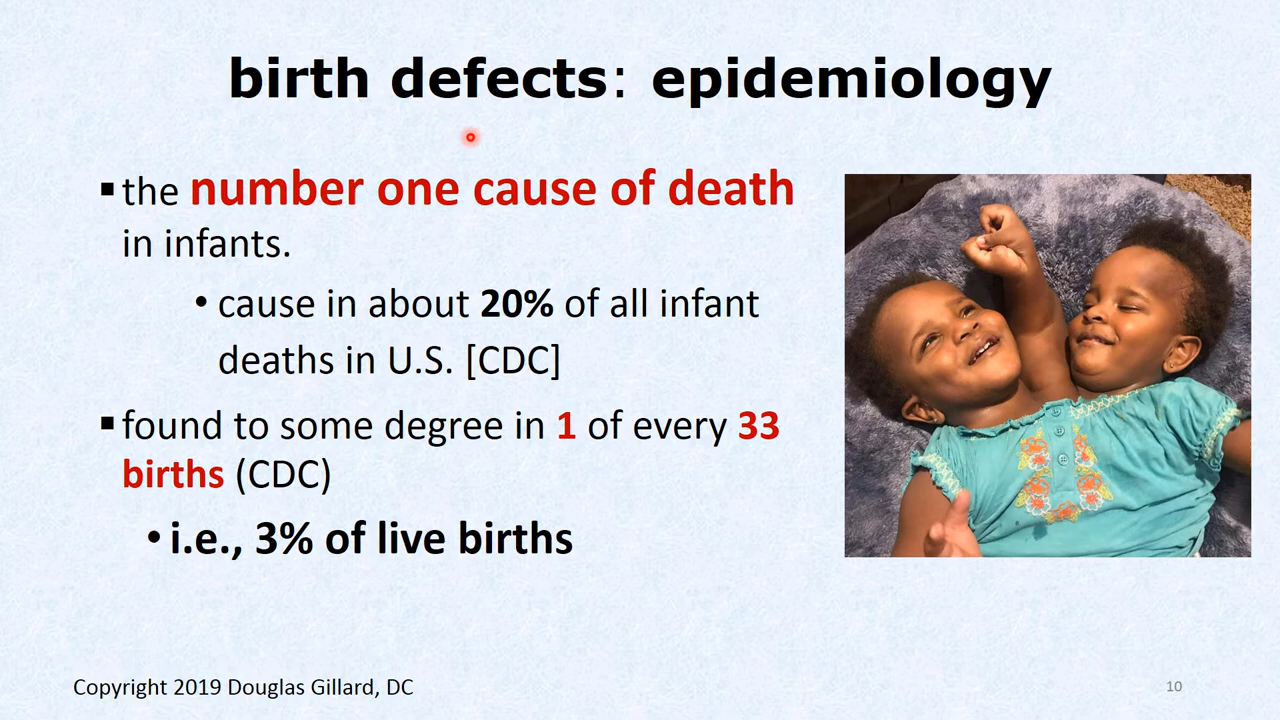 birth defects: epidemiology
▪ the number one cause of death
in infants.
• cause in about 20% of all infant
deaths in U.S. [CDC]
▪ found to some degree in 1 of every 33
births (CDC)
• i.e., 3% of live births
Copyright 2019 Douglas Gillard, DC
10